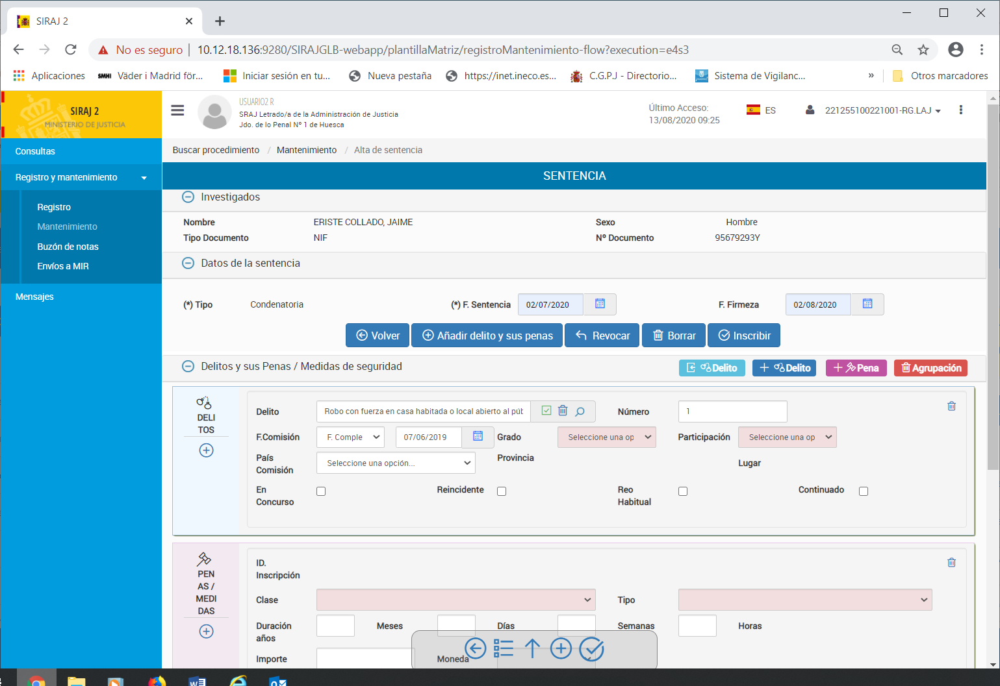 SIRAJ 2
No es seguro | 10.12.18.136:9280/SIRAJGLB-webapp/plantillaMatriz/registroMantenimiento-flow?execution=e4s3
Aplicaciones SMHI Väder i Madrid för... Iniciar sesión en tu... Nueva pestaña https://inet.ineco.es... C.G.P.J - Directorio... Sistema de Vigilanc... » Otros marcadores
SIRAJ 2
MINISTERIO DE JUSTICIA
USUARIO2 R
SRAJ Letrado/a de la Administración de Justicia
Jdo. de lo Penal Nº 1 de Huesca
Último Acceso:
13/08/2020 09:25
ES
221255100221001-RG.LAJ
Consultas
Registro y mantenimiento
Registro
Mantenimiento
Buzón de notas
Envíos a MIR
Mensajes
Buscar procedimiento / Mantenimiento / Alta de sentencia
SENTENCIA
Investigados
Nombre ERISTE COLLADO, JAIME Sexo Hombre
Tipo Documento NIF Nº Documento 95679293Y
Datos de la sentencia
(*) Tipo Condenatoria (*) F. Sentencia 02/07/2020 F. Firmeza 02/08/2020
Volver Añadir delito y sus penas Revocar Borrar Inscribir
Delitos y sus Penas / Medidas de seguridad Delito Delito Pena Agrupación
DELI
TOS
Delito Robo con fuerza en casa habitada o local abierto al púb Número 1
F.Comisión F. Comple 07/06/2019 Grado Seleccione una op Participación Seleccione una op
País
Comisión Seleccione una opción... Provincia Lugar
En
Concurso Reincidente Reo
Habitual Continuado
PEN
AS /
MEDI
DAS
ID.
Inscripción
Clase Tipo
Duración
años Meses Días Semanas Horas
Importe Moneda